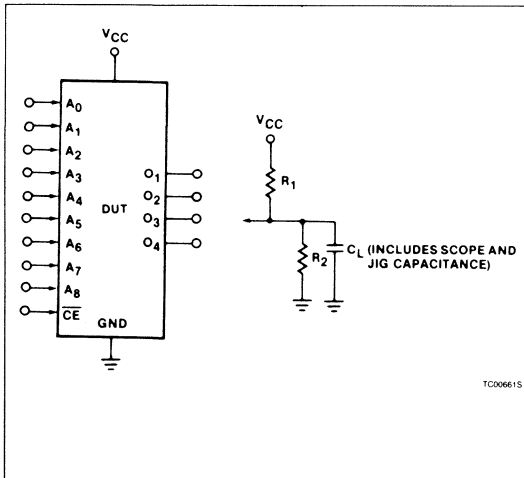 VCC
A0
A1
A2
A3
A4
A5
A6
A7
A8
CE
DUT
GND
O1
O2
O3
O4
VCC
R1
R2
CL (INCLUDES SCOPE AND
JIG CAPACITANCE)
TC00661S